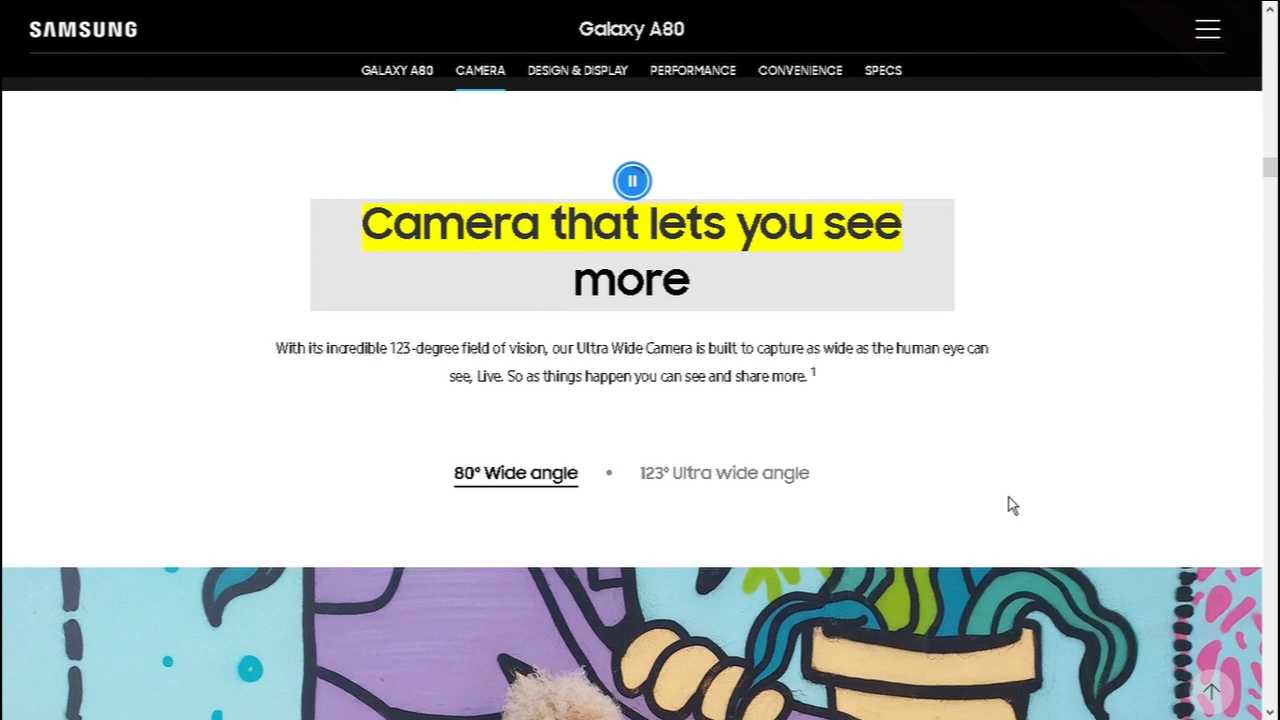 SAMSUNG
Galaxy A80
GALAXY A80 CAMERA DESIGN & DISPLAY PERFORMANCE CONVENIENCE SPECS
Camera that lets you see
more
With its incredible 123-degree field of vision, our Ultra Wide Camera is built to capture as wide as the human eye can
see, Live. So as things happen you can see and share more. 1
80° Wide angle • 123° Ultra wide angle